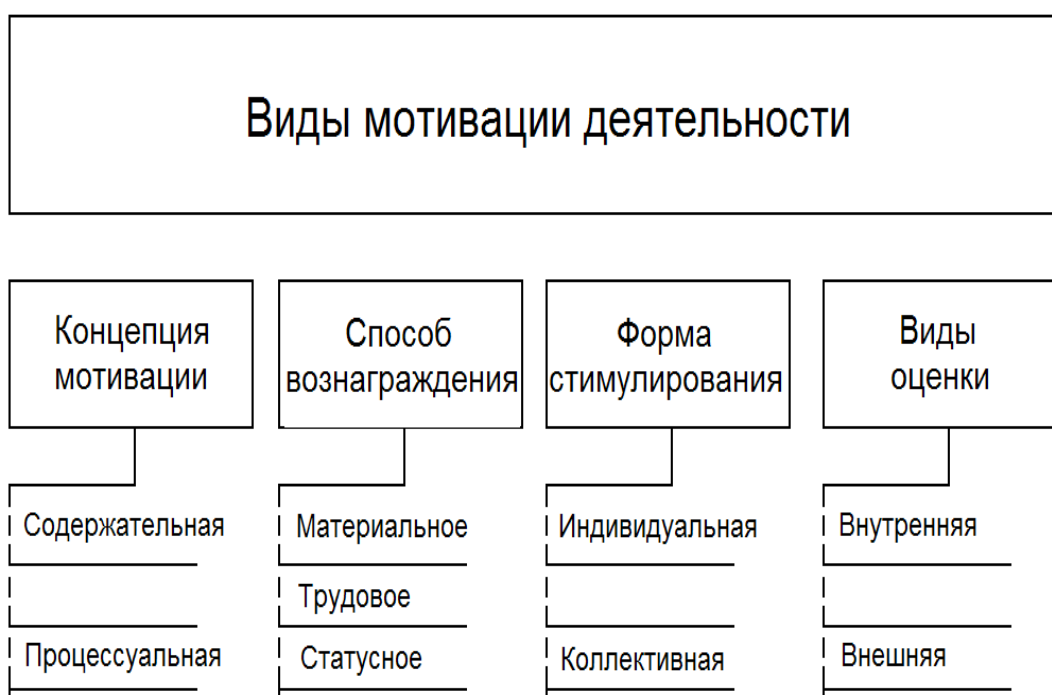 Виды мотивации деятельности
Концепция
мотивации
Способ
вознаграждения
Форма
стимулирования
Виды
оценки
Содержательная
Процессуальная
Материальное
Трудовое
Статусное
Индивидуальная
Коллективная
Внутренняя
Внешняя